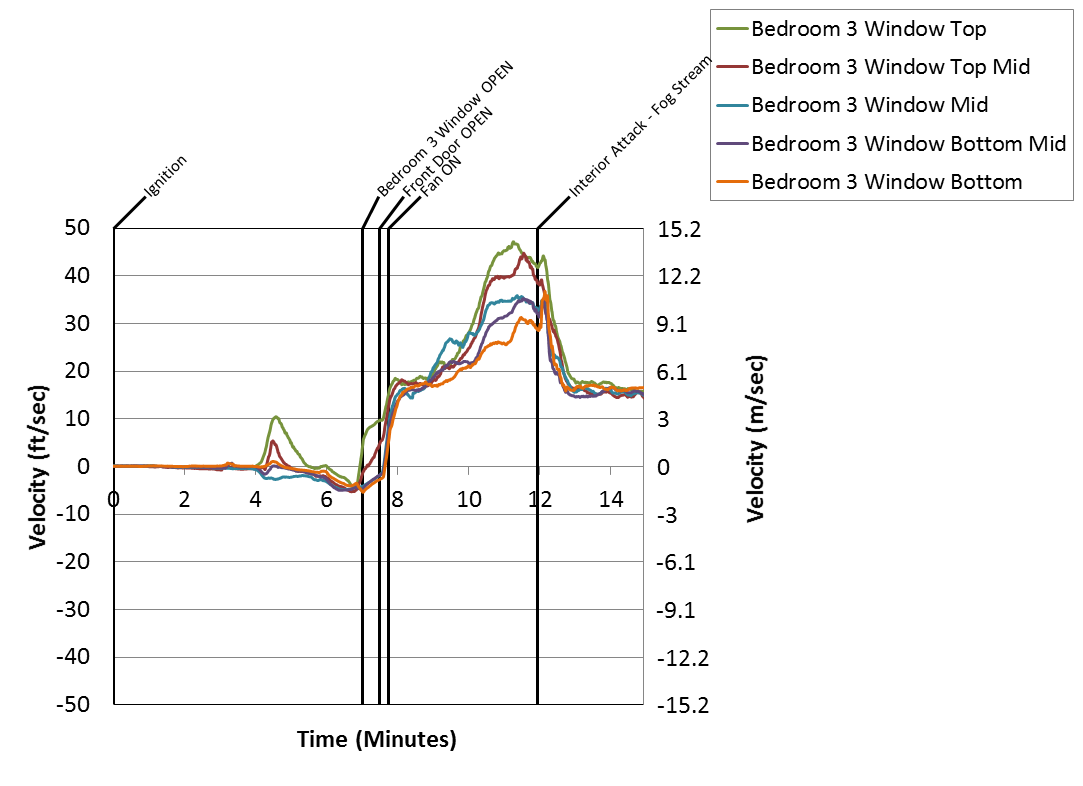 Bedroom 3 Window Top
Bedroom 3 Window Top Mid
Bedroom 3 Window Mid
Bedroom 3 Window Bottom Mid
Bedroom 3 Window Bottom
Ignition
Bedroom 3 Window OPEN
Front Door OPEN
Fan ON
Interior Attack - Fog Stream
Velocity (ft/sec)
50
40
30
20
10
0
-10
-20
-30
-40
-50
0 2 4 6 8 10 12 14
Time (Minutes)
15.2
12.2
9.1
6.1
3
0
-3
-6.1
-9.1
-12.2
-15.2
Velocity (m/sec)